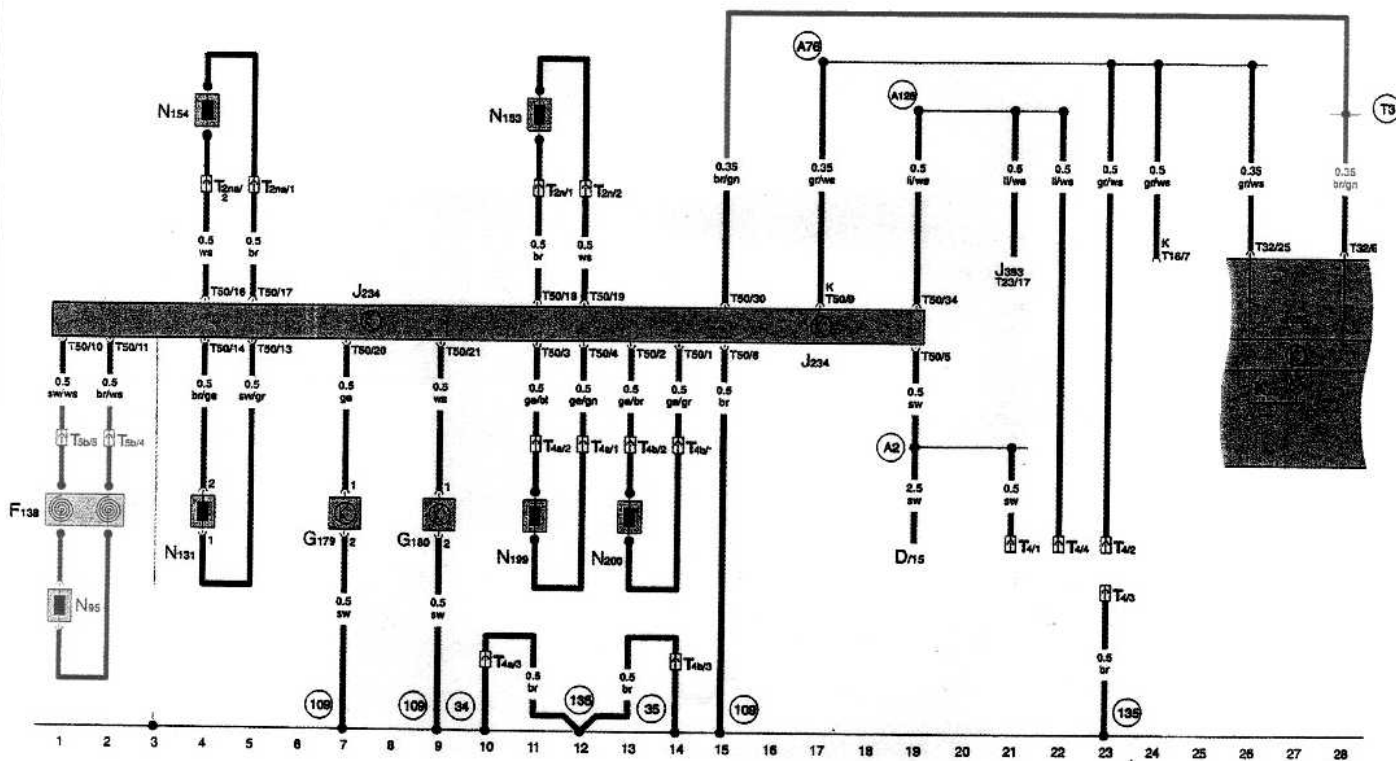 A76
T3
N154
N153
A125
T2na/2
T2na/1
T2n/1
T2n/2
0.35 br/gn
0.35 gr/ws
0.5 li/ws
0.5 li/ws
0.5 li/ws
0.5 gr/ws
0.5 gr/ws
0.35 gr/ws
0.35 br/gn
0.5 ws
0.5 br
0.5 br
0.5 ws
J353 T23/17
K T16/7
T32/25
T32/6
T50/16
T50/17
J234
T50/18
T50/19
T50/30
K T50/9
T50/34
T50/10
T50/11
T50/14
T50/13
T50/20
T50/21
T50/3
T50/4
T50/2
T50/1
T50/6
J234
T50/5
0.5 sw/ws
0.5 br/ws
0.5 br/ge
0.5 sw/gr
0.5 ge
0.5 ws
0.5 ge/bl
0.5 ge/gn
0.5 ge/br
0.5 ge/gr
0.5 br
0.5 sw
T5b/4
T4a/2
T4a/1
T4b/2
A2
2
1
1
2.5 sw
0.5 sw
F138
N131
1
G179
2
G180
2
N199
N200
D/15
T4/1
T4/4
T4/2
N95
0.5 sw
0.5 sw
T4/3
T4a/3
0.5 br
0.5 br
T4b/3
0.5 br
109
109
34
135
35
109
135
1 2 3 4 5 6 7 8 9 10 11 12 13 14 15 16 17 18 19 20 21 22 23 24 25 26 27 28